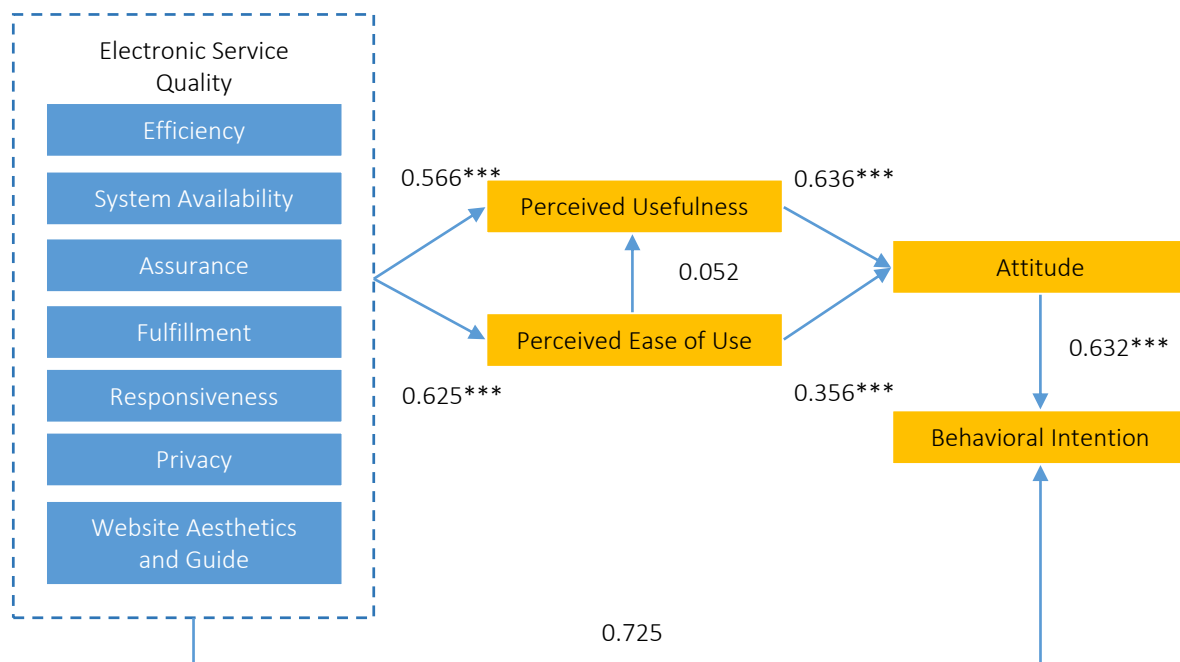 Electronic Service
Quality
Efficiency
System Availability
Assurance
Fulfillment
Responsiveness
Privacy
Website Aesthetics
and Guide
0.566***
0.625***
Perceived Usefulness
0.052
Perceived Ease of Use
0.636***
0.356***
Attitude
0.632***
Behavioral Intention
0.725